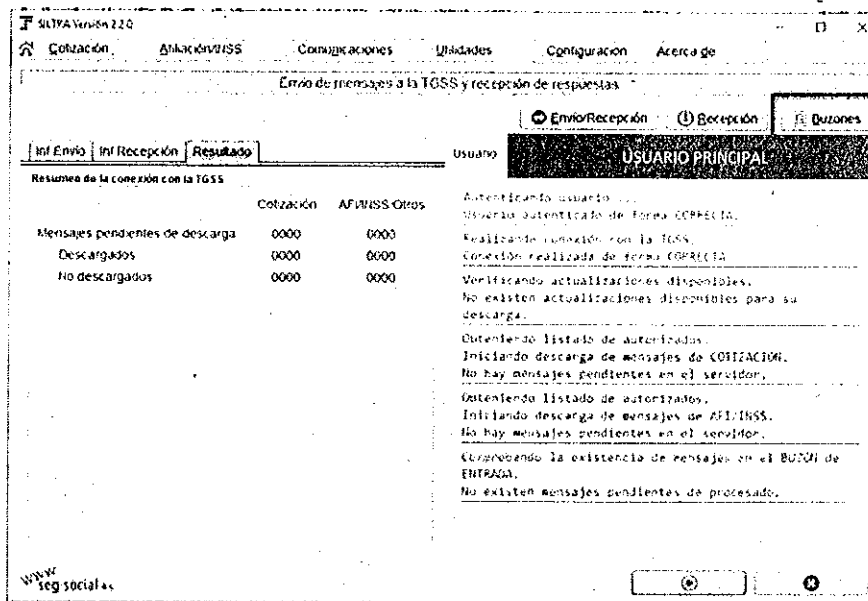 SILTRA Versión 2.2.0
Cotización Afiliación/INSS Comunicaciones Utilidades Configuración Acerca de
Envío de mensajes a la TGSS y recepción de respuestas
Envío/Recepción Recepción Buzones
Inf Envío Inf Recepción Resultado
Usuario USUARIO PRINCIPAL
Resumen de la conexión con la TGSS
Cotización AFI/INSS/Otros
Mensajes pendientes de descarga 0000 0000
Descargados 0000 0000
No descargados 0000 0000
Autenticando usuario ...
Usuario autenticado de forma CORRECTA.
Realizando conexión con la TGSS.
Conexión realizada de forma CORRECTA
Verificando actualizaciones disponibles.
No existen actualizaciones disponibles para su
descarga.
Obteniendo listado de autorizados.
Iniciando descarga de mensajes de COTIZACIÓN.
No hay mensajes pendientes en el servidor.
Obteniendo listado de autorizados.
Iniciando descarga de mensajes de AFI/INSS.
No hay mensajes pendientes en el servidor.
Comprobando la existencia de mensajes en el BUZÓN de
ENTRADA.
No existen mensajes pendientes de procesado.
www
seg-social.es